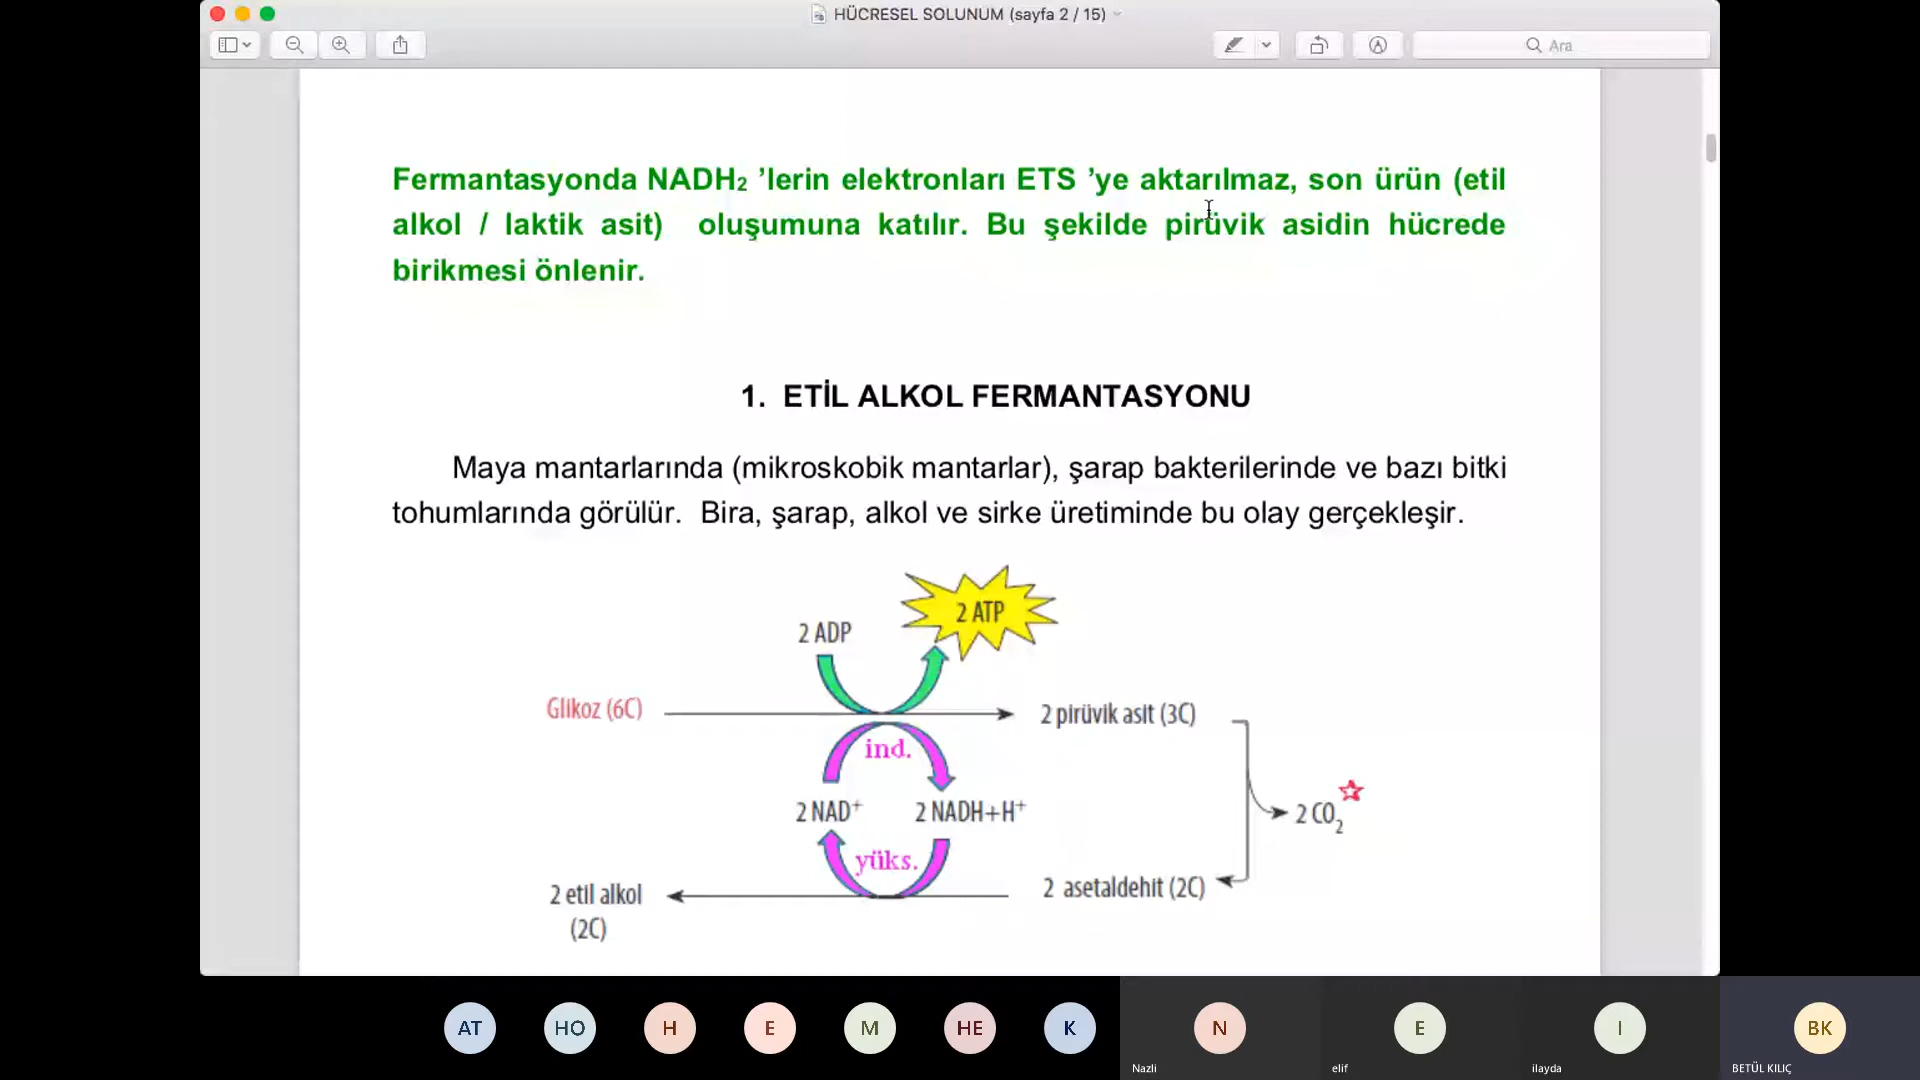 HÜCRESEL SOLUNUM (sayfa 2 / 15)
Ara
Fermantasyonda NADH₂ ’lerin elektronları ETS ’ye aktarılmaz, son ürün (etil
alkol / laktik asit) oluşumuna katılır. Bu şekilde pirüvik asidin hücrede
birikmesi önlenir.
1. ETİL ALKOL FERMANTASYONU
Maya mantarlarında (mikroskobik mantarlar), şarap bakterilerinde ve bazı bitki
tohumlarında görülür. Bira, şarap, alkol ve sirke üretiminde bu olay gerçekleşir.
2 ATP
2 ADP
Glikoz (6C)
2 pirüvik asit (3C)
ind.
2 NAD⁺
2 NADH+H⁺
2 CO₂
yüks.
2 etil alkol
(2C)
2 asetaldehit (2C)
AT
HO
H
E
M
HE
K
N
E
I
BK
Nazli
elif
ilayda
BETÜL KILIÇ